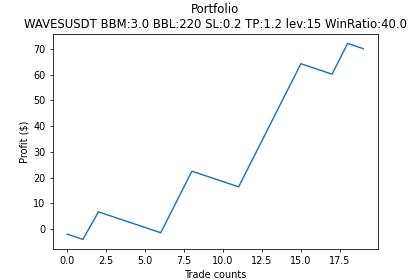 Portfolio
WAVESUSDT BBM:3.0 BBL:220 SL:0.2 TP:1.2 lev:15 WinRatio:40.0
70
60
50
40
30
20
10
0
Profit ($)
0.0 2.5 5.0 7.5 10.0 12.5 15.0 17.5
Trade counts